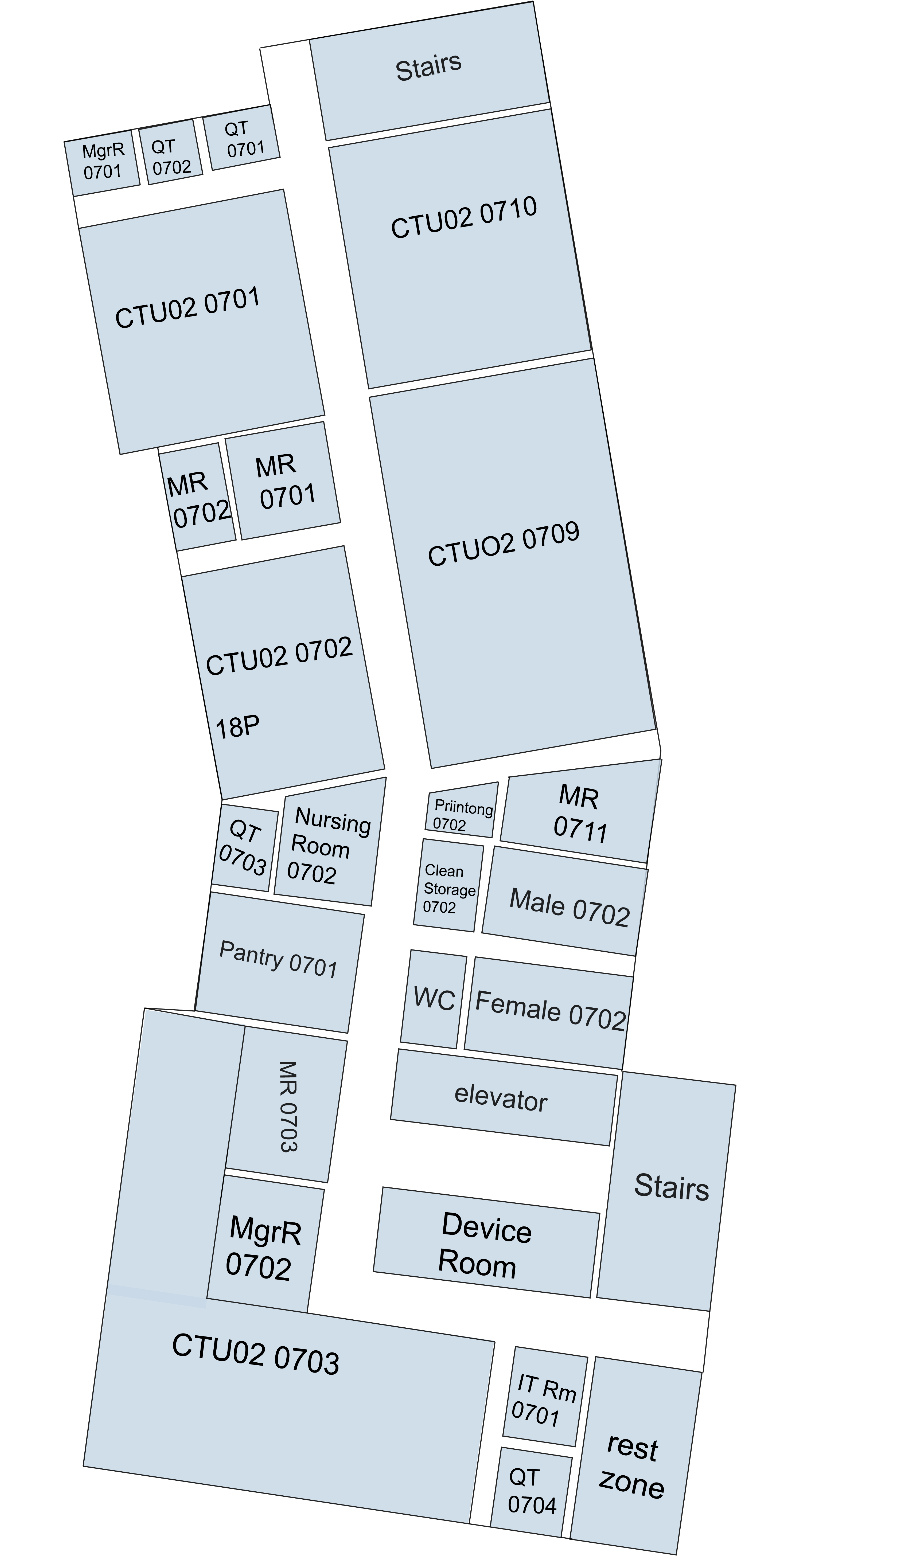 Stairs
MgrR
0701
QT
0702
QT
0701
CTU02 0710
CTU02 0701
MR
0702
MR
0701
CTUO2 0709
CTU02 0702
18P
QT
0703
Nursing
Room
0702
Priintong
0702
MR
0711
Clean
Storage
0702
Male 0702
Pantry 0701
WC
Female 0702
MR 0703
elevator
Stairs
MgrR
0702
Device
Room
CTU02 0703
IT Rm
0701
QT
0704
rest
zone